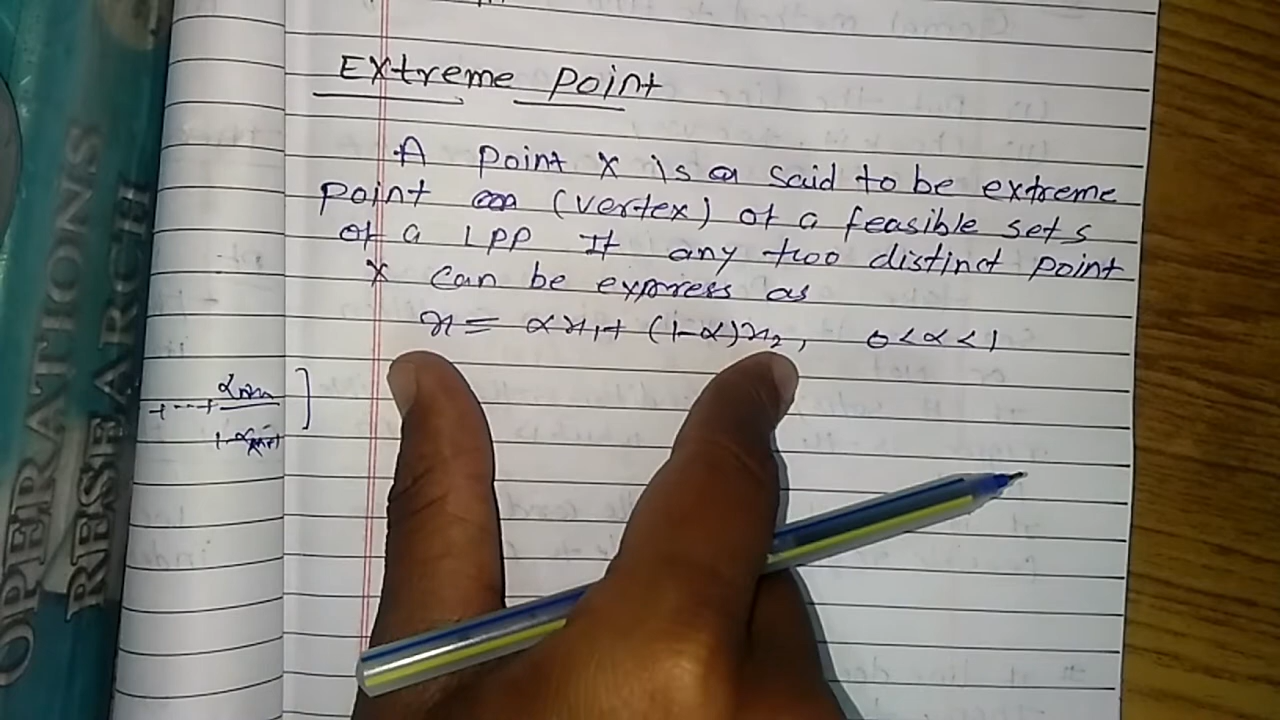 OPERATIONS
RESEARCH
Extreme Point
A Point X is a said to be extreme
point (vertex) of a feasible sets
of a LPP If any two distinct point
X can be express as
x = αx₁+ (1-α)x₂, 0<α<1